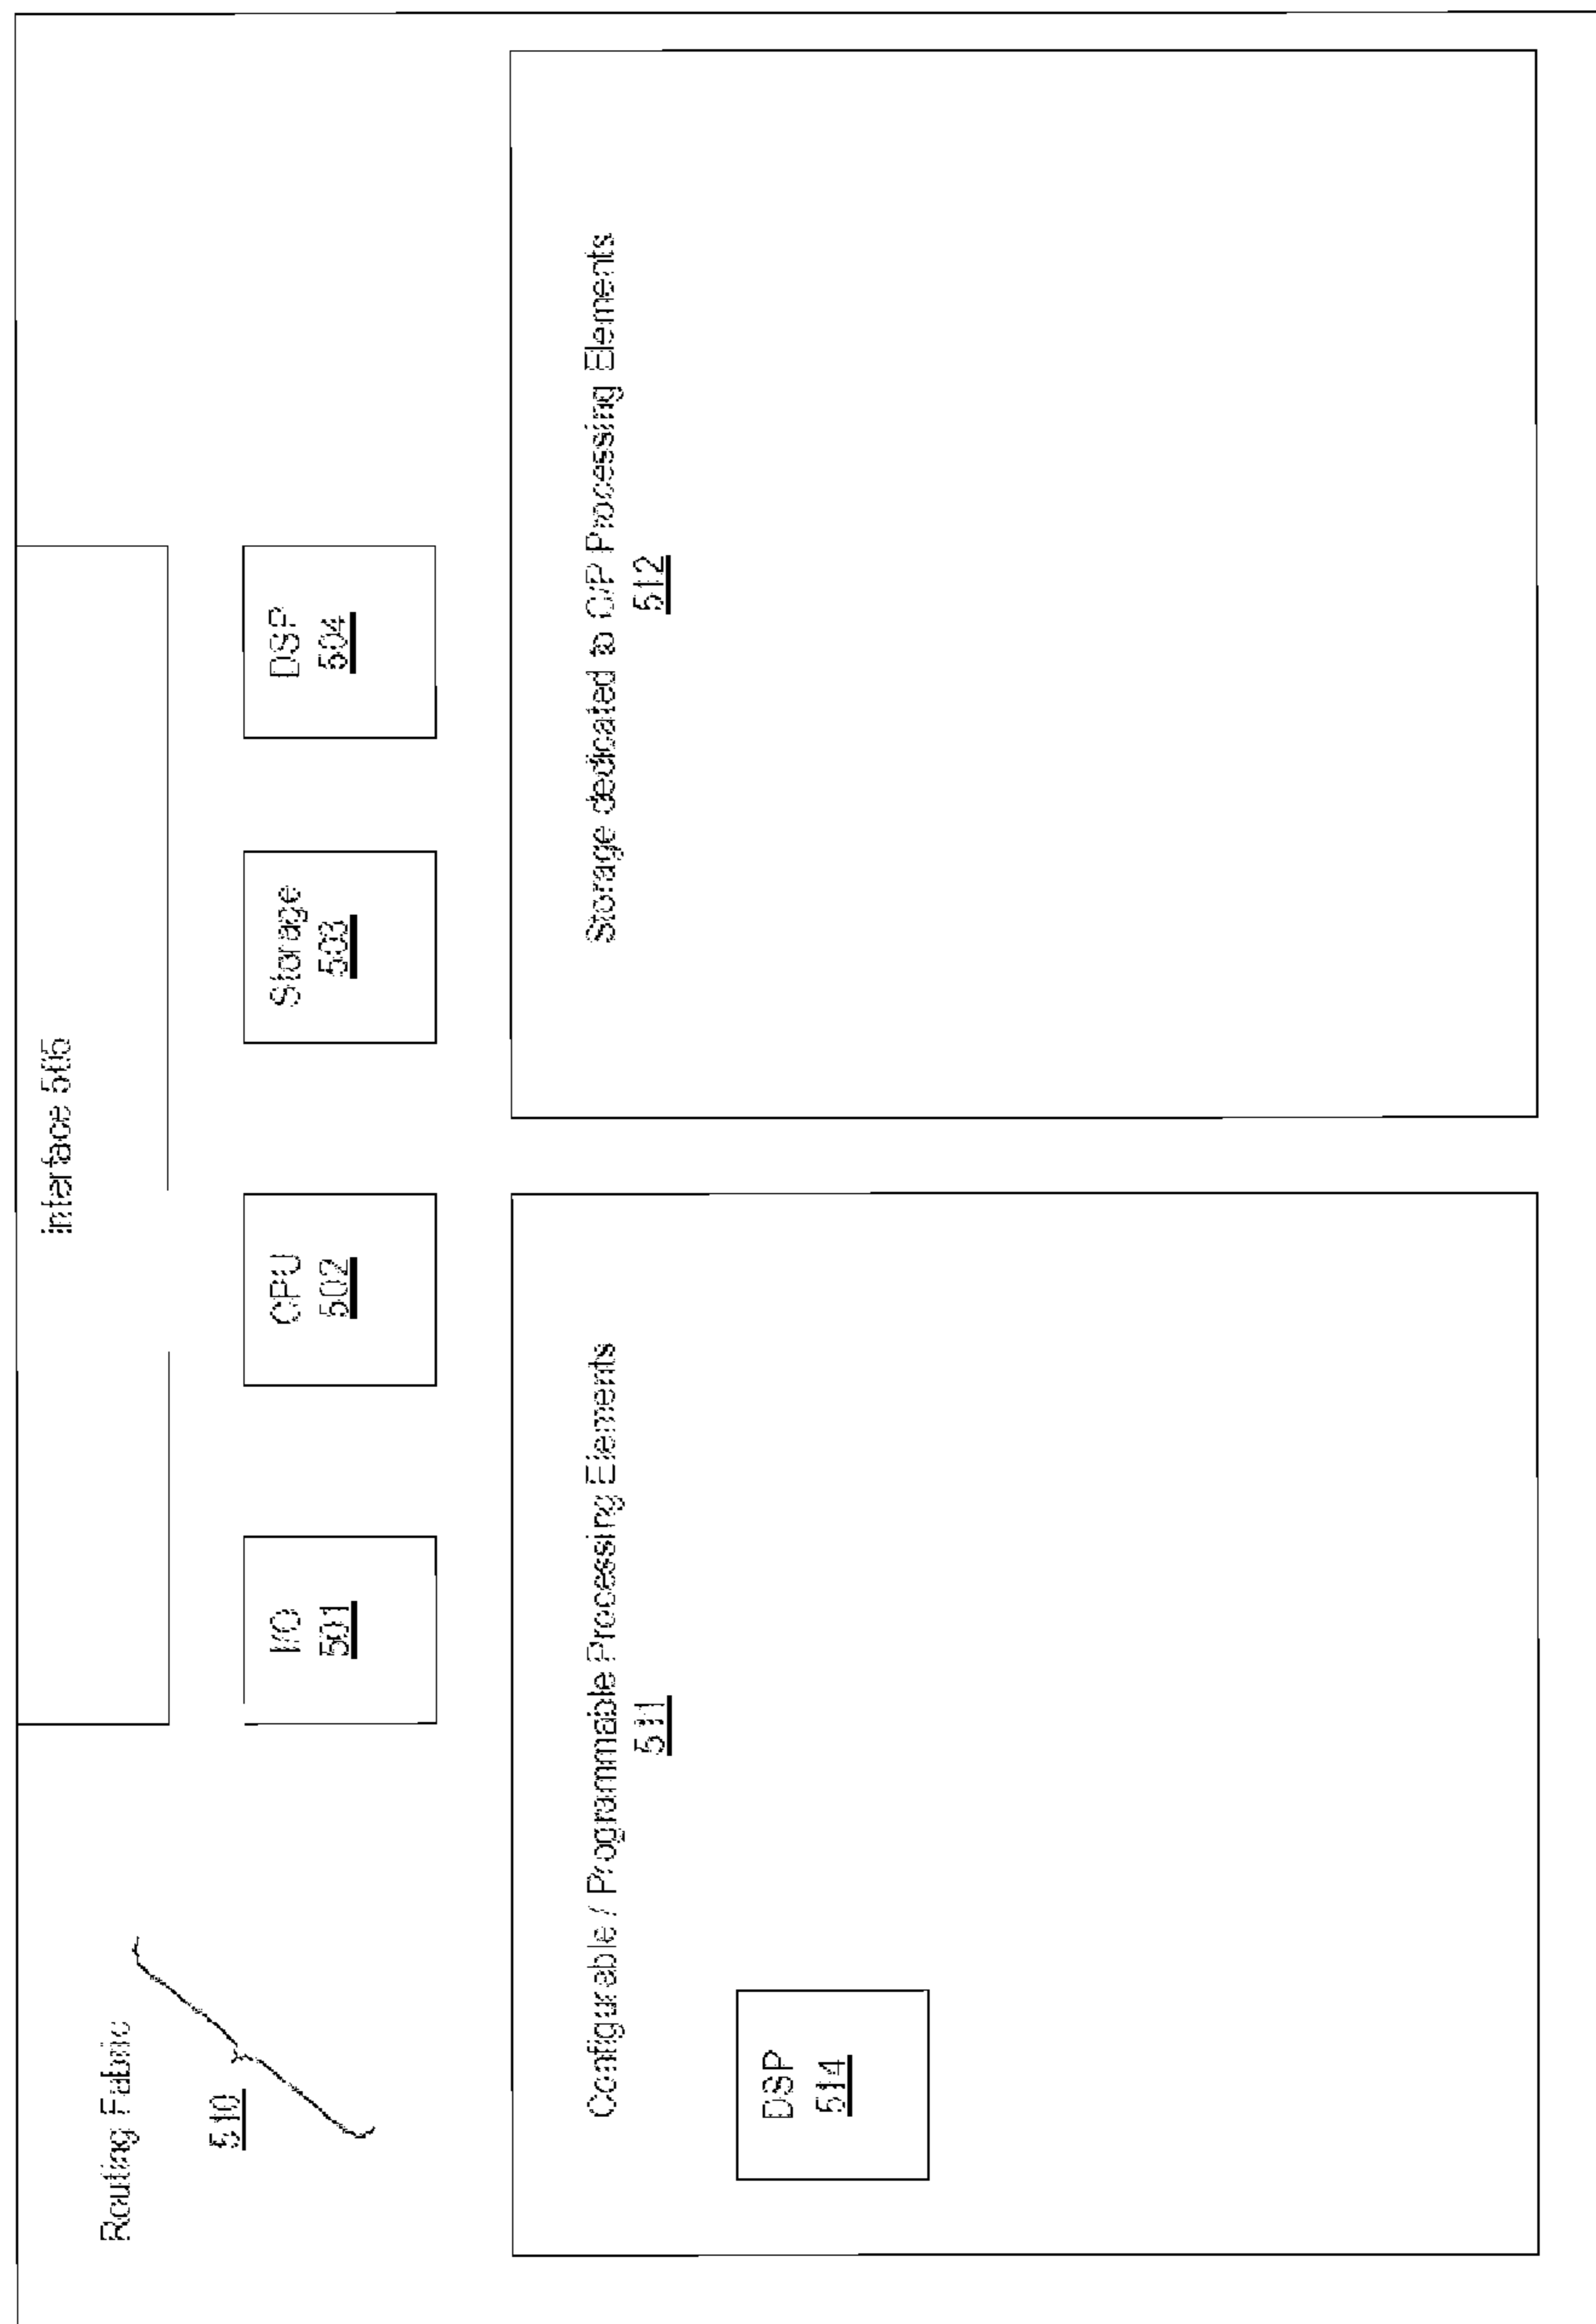 interface 505
Routing Fabric
510
I/O
501
CPU
502
Storage
503
DSP
504
Configurable / Programmable Processing Elements
511
DSP
514
Storage dedicated to C/P Processing Elements
512